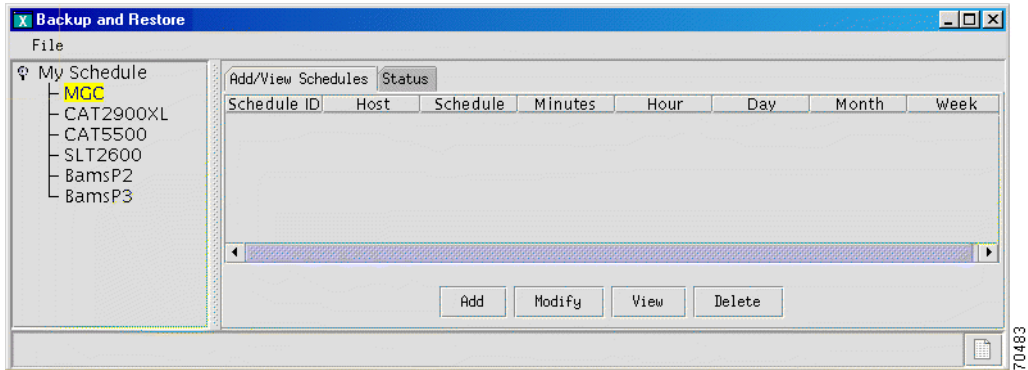 X Backup and Restore
File
My Schedule
MGC
CAT2900XL
CAT5500
SLT2600
BamsP2
BamsP3
Add/View Schedules Status
Schedule ID Host Schedule Minutes Hour Day Month Week
Add Modify View Delete
70483